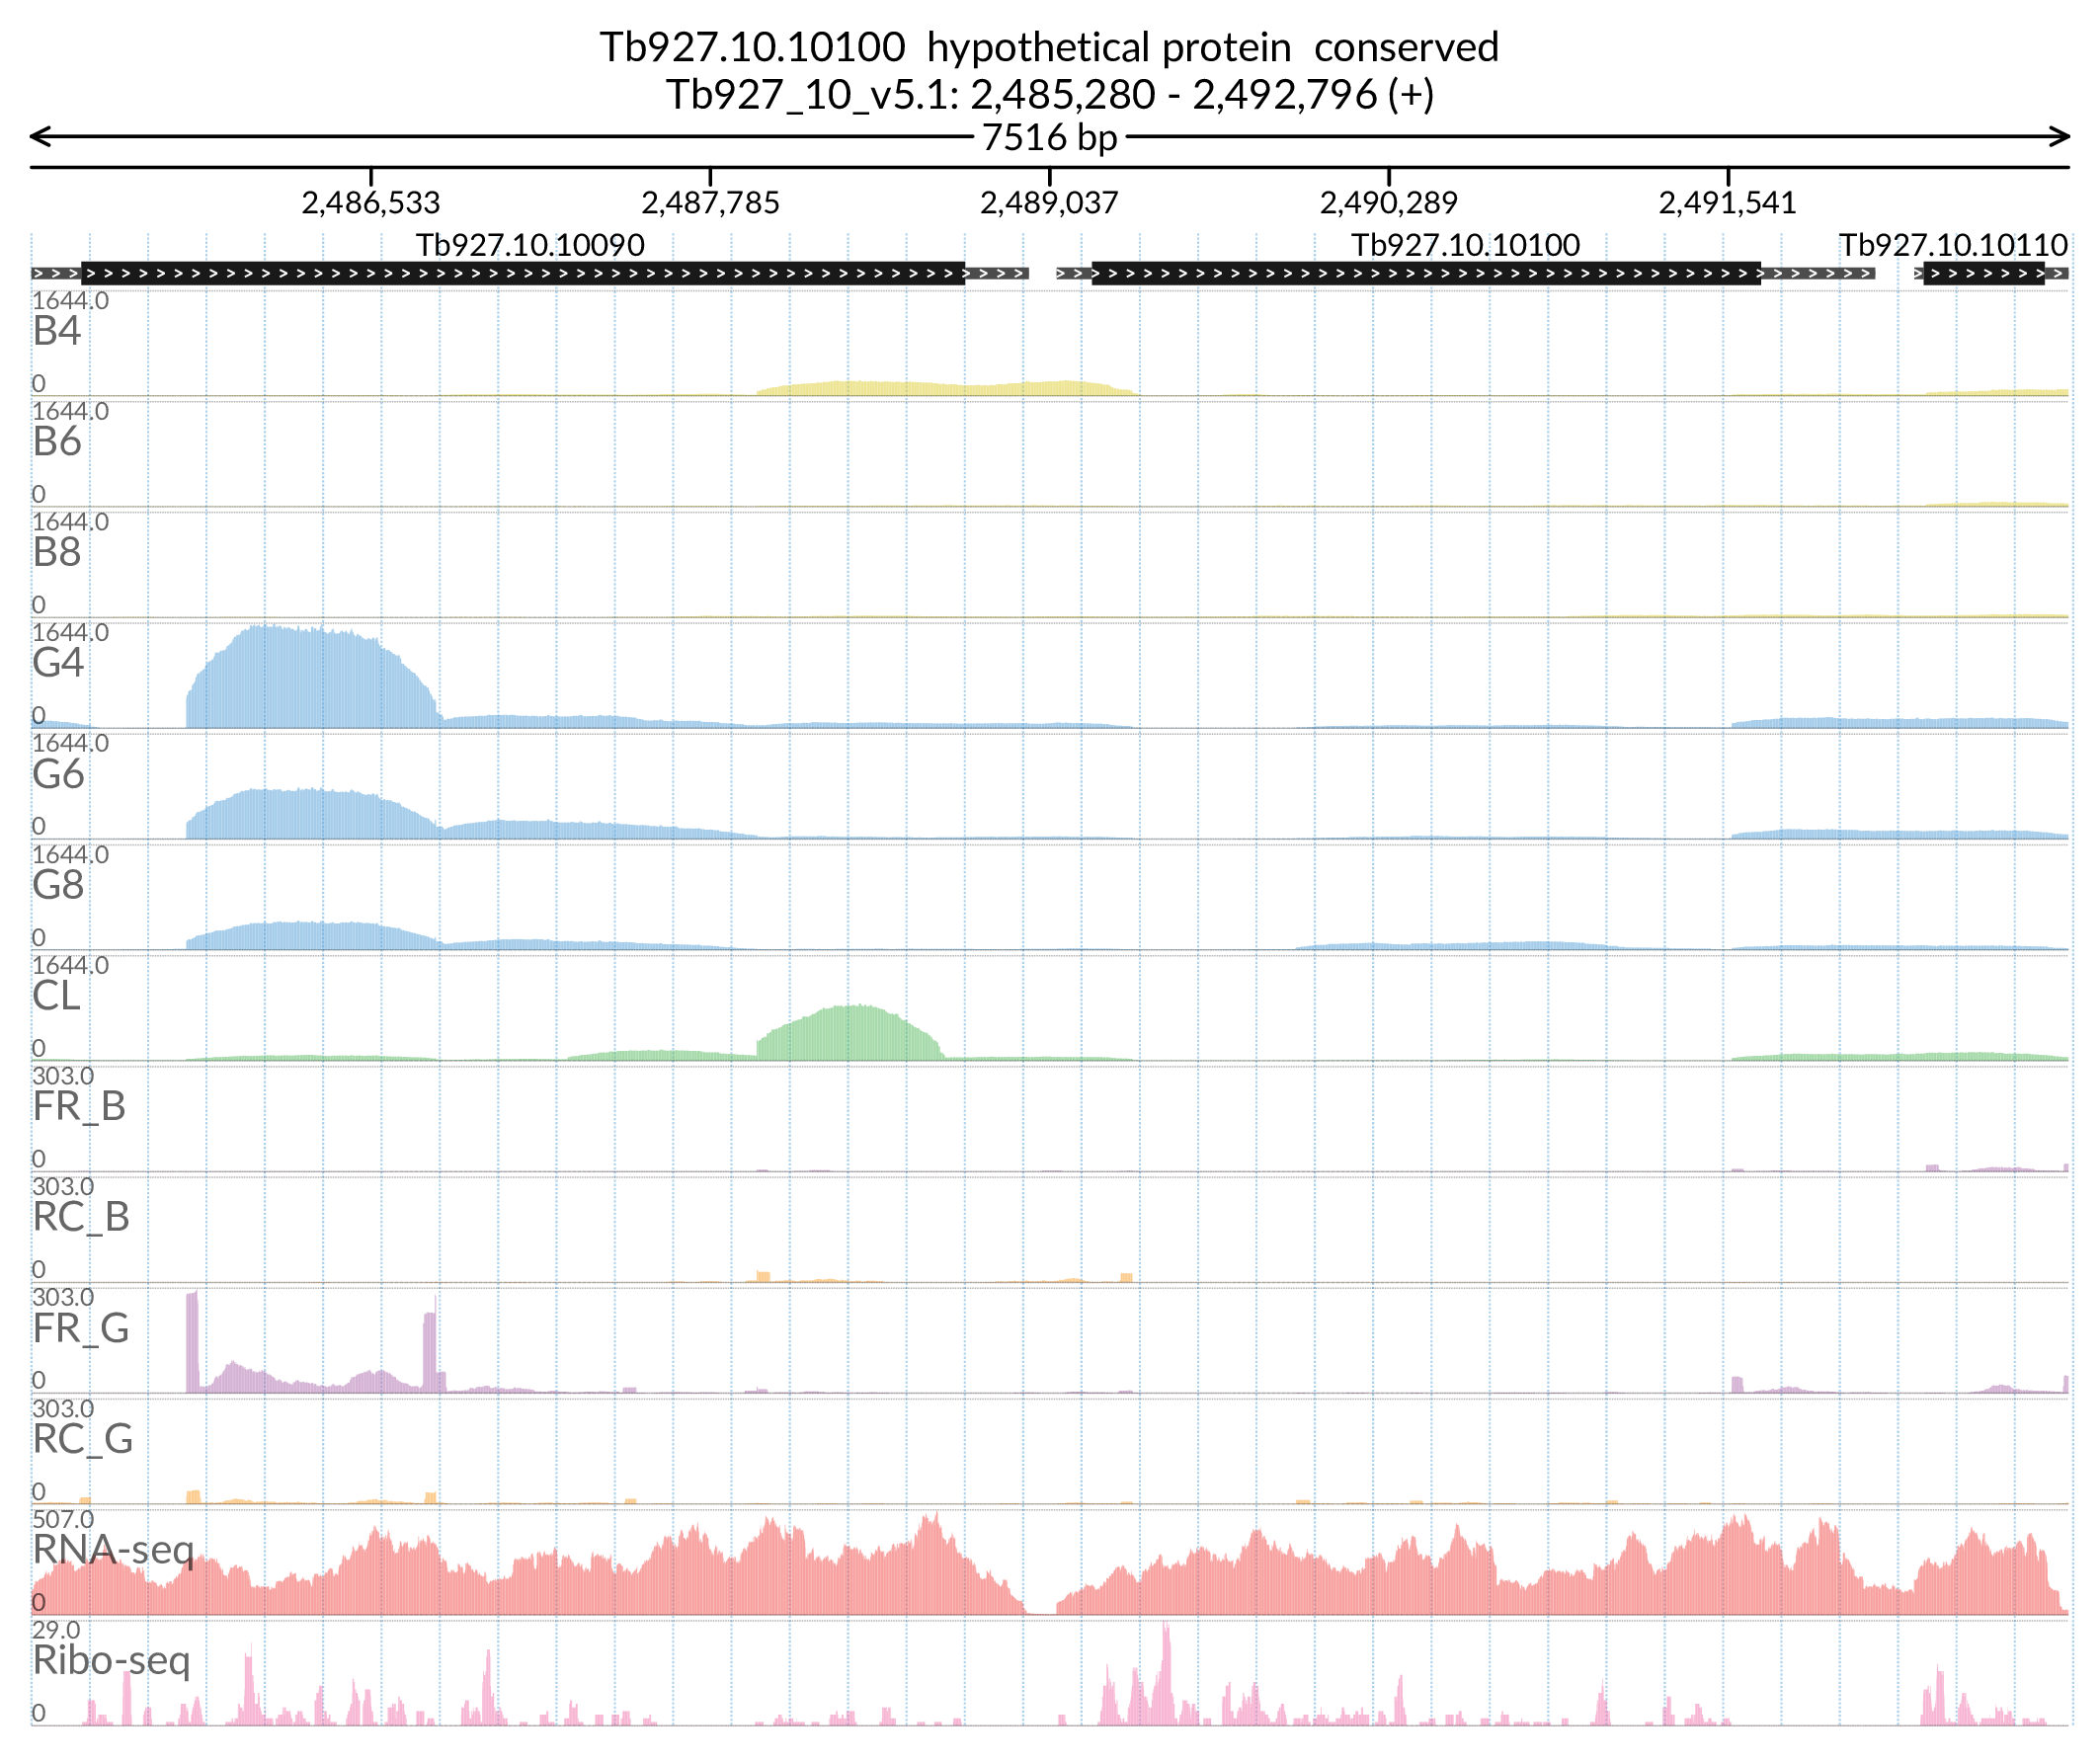 Tb927.10.10100 hypothetical protein conserved
Tb927_10_v5.1: 2,485,280 - 2,492,796 (+)
7516 bp
2,486,533 2,487,785 2,489,037 2,490,289 2,491,541
Tb927.10.10090 Tb927.10.10100 Tb927.10.10110
1644.0
B4
0
1644.0
B6
0
1644.0
B8
0
1644.0
G4
0
1644.0
G6
0
1644.0
G8
0
1644.0
CL
0
303.0
FR_B
0
303.0
RC_B
0
303.0
FR_G
0
303.0
RC_G
0
507.0
RNA-seq
0
29.0
Ribo-seq
0